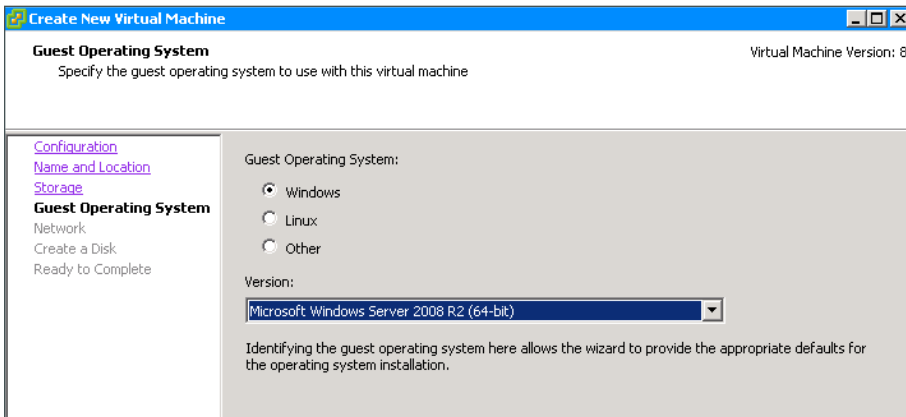 Create New Virtual Machine
Guest Operating System
Virtual Machine Version: 8
Specify the guest operating system to use with this virtual machine
Configuration
Name and Location
Storage
Guest Operating System
Network
Create a Disk
Ready to Complete
Guest Operating System:
Windows
Linux
Other
Version:
Microsoft Windows Server 2008 R2 (64-bit)
Identifying the guest operating system here allows the wizard to provide the appropriate defaults for
the operating system installation.